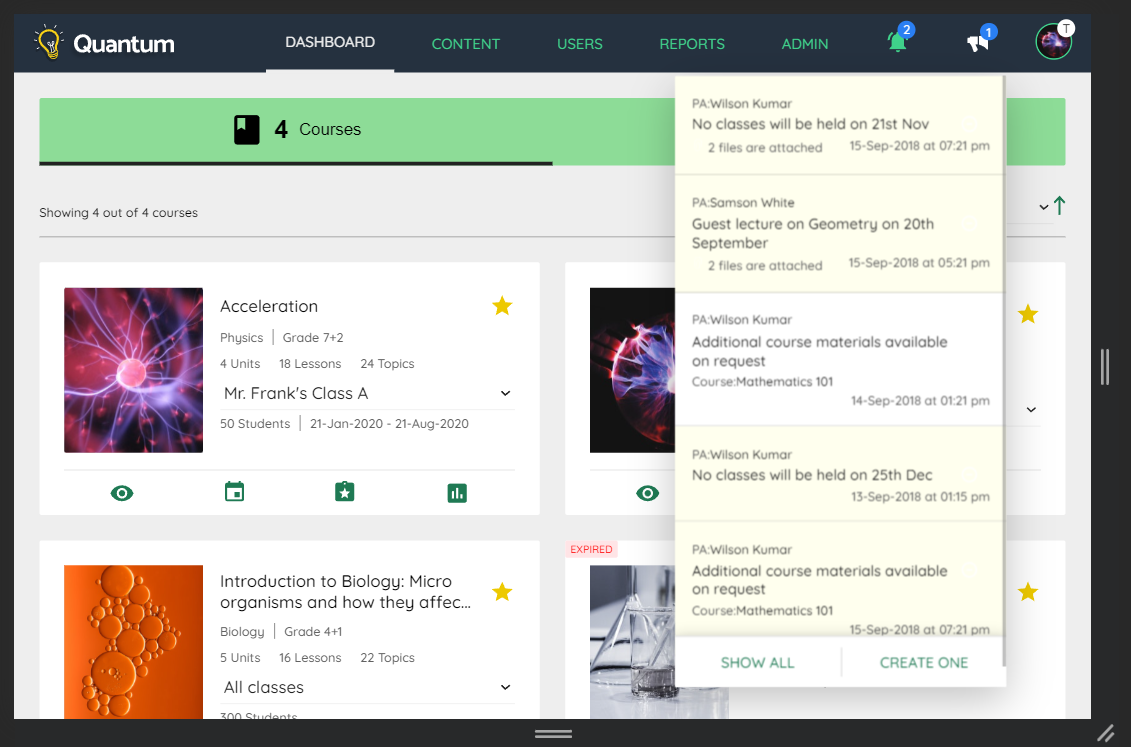 Quantum
DASHBOARD
CONTENT
USERS
REPORTS
ADMIN
2
1
T
4 Courses
Showing 4 out of 4 courses
Acceleration
Physics | Grade 7+2
4 Units 18 Lessons 24 Topics
Mr. Frank's Class A
50 Students | 21-Jan-2020 - 21-Aug-2020
Introduction to Biology: Micro
organisms and how they affec...
Biology | Grade 4+1
5 Units 16 Lessons 22 Topics
All classes
300 Students
EXPIRED
PA:Wilson Kumar
No classes will be held on 21st Nov
2 files are attached 15-Sep-2018 at 07:21 pm
PA:Samson White
Guest lecture on Geometry on 20th
September
2 files are attached 15-Sep-2018 at 05:21 pm
PA:Wilson Kumar
Additional course materials available
on request
Course:Mathematics 101
14-Sep-2018 at 01:21 pm
PA:Wilson Kumar
No classes will be held on 25th Dec
13-Sep-2018 at 01:15 pm
PA:Wilson Kumar
Additional course materials available
on request
Course:Mathematics 101
15-Sep-2018 at 07:21 pm
SHOW ALL
CREATE ONE